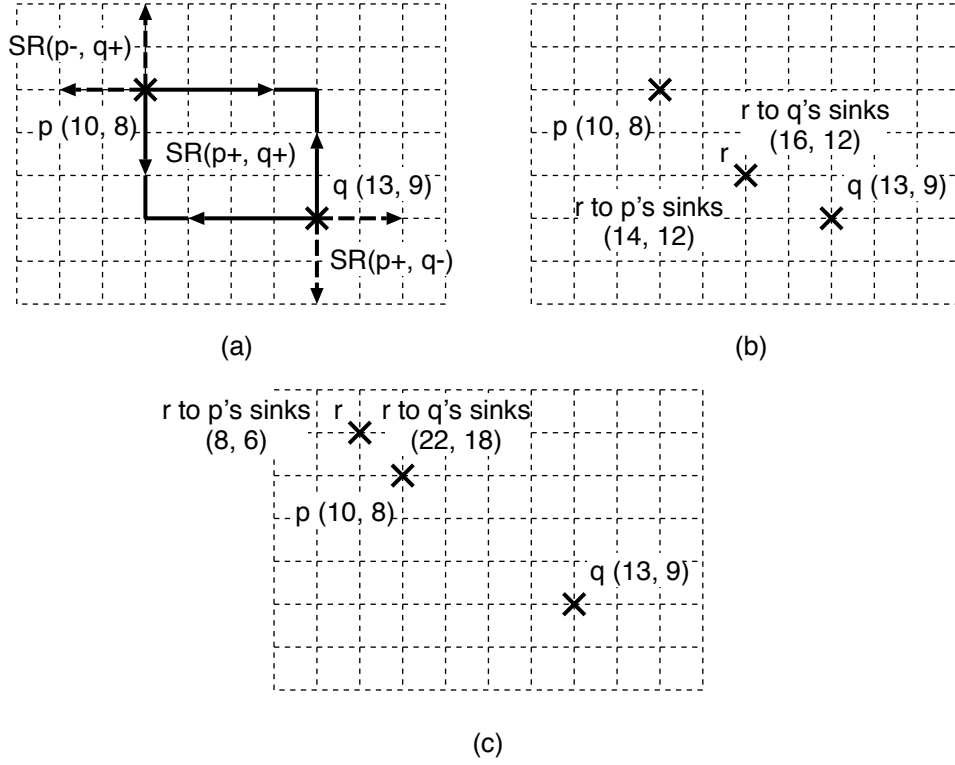 SR(p-, q+)
p (10, 8)
SR(p+, q+)
q (13, 9)
SR(p+, q-)
(a)
p (10, 8)
r to q's sinks
(16, 12)
r
q (13, 9)
r to p's sinks
(14, 12)
(b)
r to p's sinks
(8, 6)
r
r to q's sinks
(22, 18)
p (10, 8)
q (13, 9)
(c)